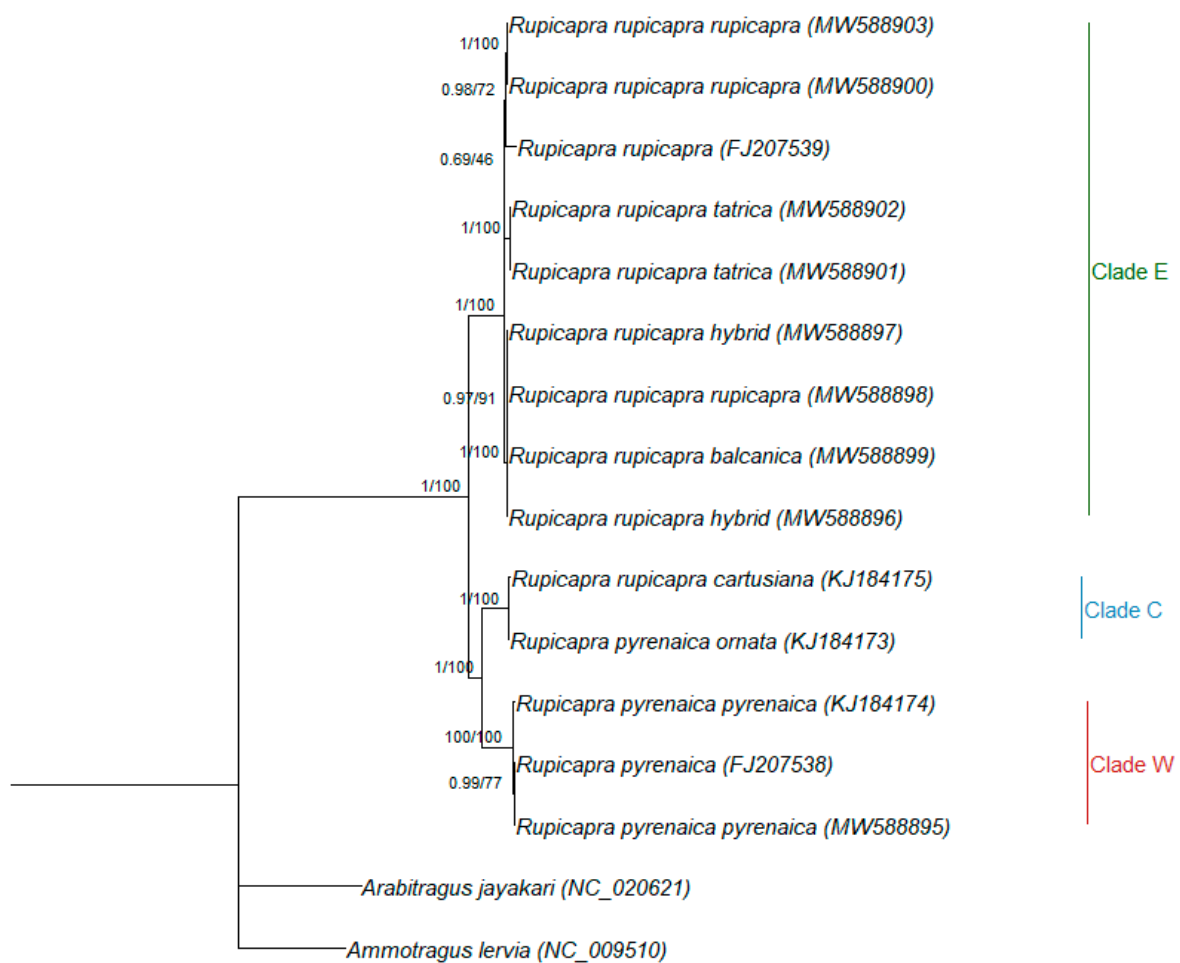 Rupicapra rupicapra rupicapra (MW588903)
1/100
0.98/72
Rupicapra rupicapra rupicapra (MW588900)
Rupicapra rupicapra (FJ207539)
0.69/46
Rupicapra rupicapra tatrica (MW588902)
1/100
Rupicapra rupicapra tatrica (MW588901)
Clade E
1/100
Rupicapra rupicapra hybrid (MW588897)
Rupicapra rupicapra rupicapra (MW588898)
0.97/91
1/100
Rupicapra rupicapra balcanica (MW588899)
1/100
Rupicapra rupicapra hybrid (MW588896)
Rupicapra rupicapra cartusiana (KJ184175)
1/100
Clade C
Rupicapra pyrenaica ornata (KJ184173)
1/100
Rupicapra pyrenaica pyrenaica (KJ184174)
100/100
Rupicapra pyrenaica (FJ207538)
Clade W
0.99/77
Rupicapra pyrenaica pyrenaica (MW588895)
Arabitragus jayakari (NC_020621)
Ammotragus lervia (NC_009510)